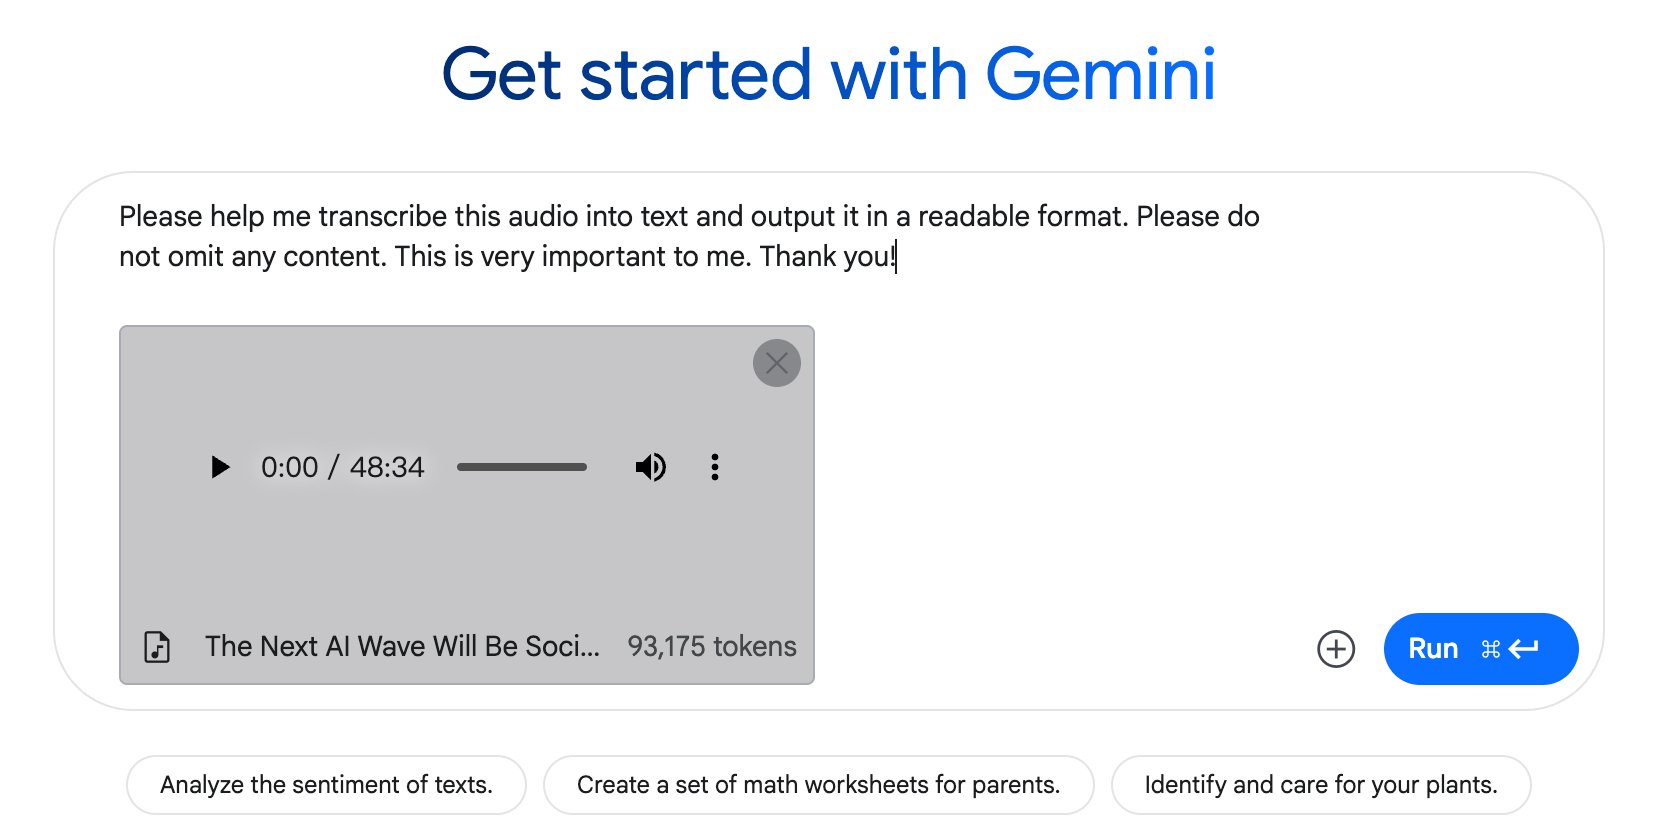 Get started with Gemini
Please help me transcribe this audio into text and output it in a readable format. Please do
not omit any content. This is very important to me. Thank you!
0:00 / 48:34
The Next AI Wave Will Be Soci... 93,175 tokens
Run ⌘↵
Analyze the sentiment of texts.
Create a set of math worksheets for parents.
Identify and care for your plants.